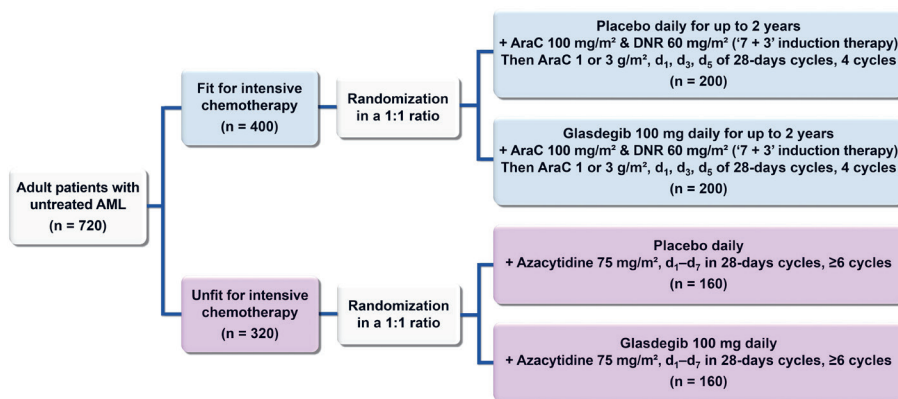 Adult patients with
untreated AML
(n = 720)
Fit for intensive
chemotherapy
(n = 400)
Randomization
in a 1:1 ratio
Placebo daily for up to 2 years
+ AraC 100 mg/m² & DNR 60 mg/m² (‘7 + 3’ induction therapy)
Then AraC 1 or 3 g/m², d₁, d₃, d₅ of 28-days cycles, 4 cycles
(n = 200)
Glasdegib 100 mg daily for up to 2 years
+ AraC 100 mg/m² & DNR 60 mg/m² (‘7 + 3’ induction therapy)
Then AraC 1 or 3 g/m², d₁, d₃, d₅ of 28-days cycles, 4 cycles
(n = 200)
Unfit for intensive
chemotherapy
(n = 320)
Randomization
in a 1:1 ratio
Placebo daily
+ Azacytidine 75 mg/m², d₁–d₇ in 28-days cycles, ≥6 cycles
(n = 160)
Glasdegib 100 mg daily
+ Azacytidine 75 mg/m², d₁–d₇ in 28-days cycles, ≥6 cycles
(n = 160)